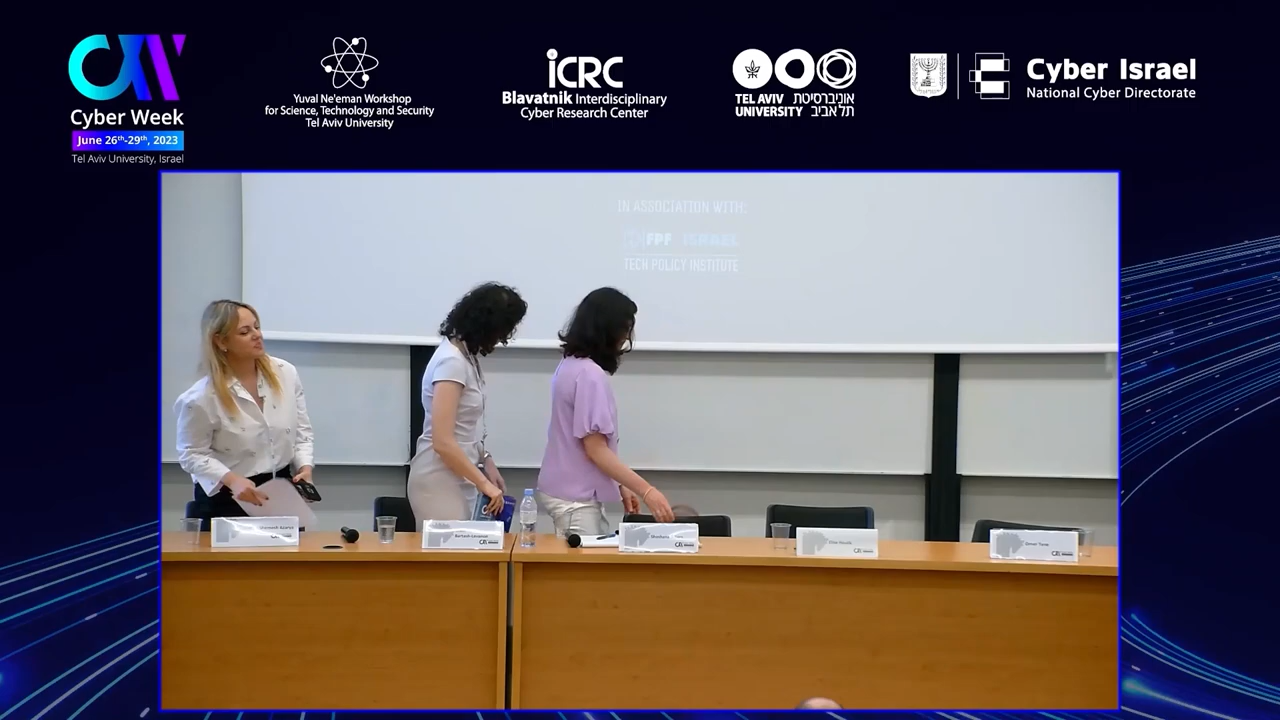 Cyber Week
June 26th-29th, 2023
Tel Aviv University, Israel
Yuval Ne'eman Workshop
for Science, Technology and Security
Tel Aviv University
iCRC
Blavatnik Interdisciplinary
Cyber Research Center
TEL AVIV אוניברסיטת
UNIVERSITY תל אביב
Cyber Israel
National Cyber Directorate
IN ASSOCIATION WITH:
FPF ISRAEL
TECH POLICY INSTITUTE